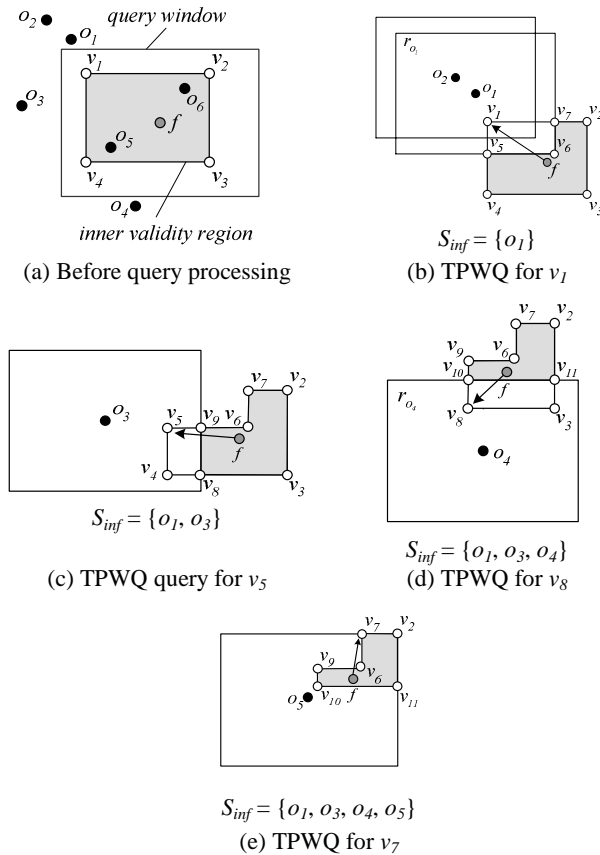 query window
o2
o1
v1
v2
o3
o6
f
o5
v4
v3
o4
inner validity region
(a) Before query processing
ro1
o2
o1
v1
v7
v2
v5
v6
f
v4
v3
Sinf = {o1}
(b) TPWQ for v1
o3
v7
v2
v5
v9
v6
f
v4
v8
v3
Sinf = {o1, o3}
(c) TPWQ query for v5
v7
v2
v9
v6
v10
f
v11
ro4
v8
v3
o4
Sinf = {o1, o3, o4}
(d) TPWQ for v8
v7
v2
v9
v6
o5
v10
f
v11
Sinf = {o1, o3, o4, o5}
(e) TPWQ for v7